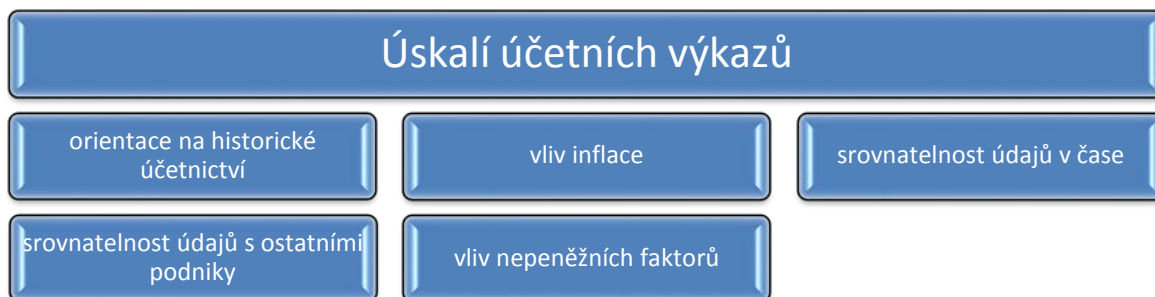 Úskalí účetních výkazů
orientace na historické
účetnictví
vliv inflace
srovnatelnost údajů v čase
srovnatelnost údajů s ostatními
podniky
vliv nepeněžních faktorů